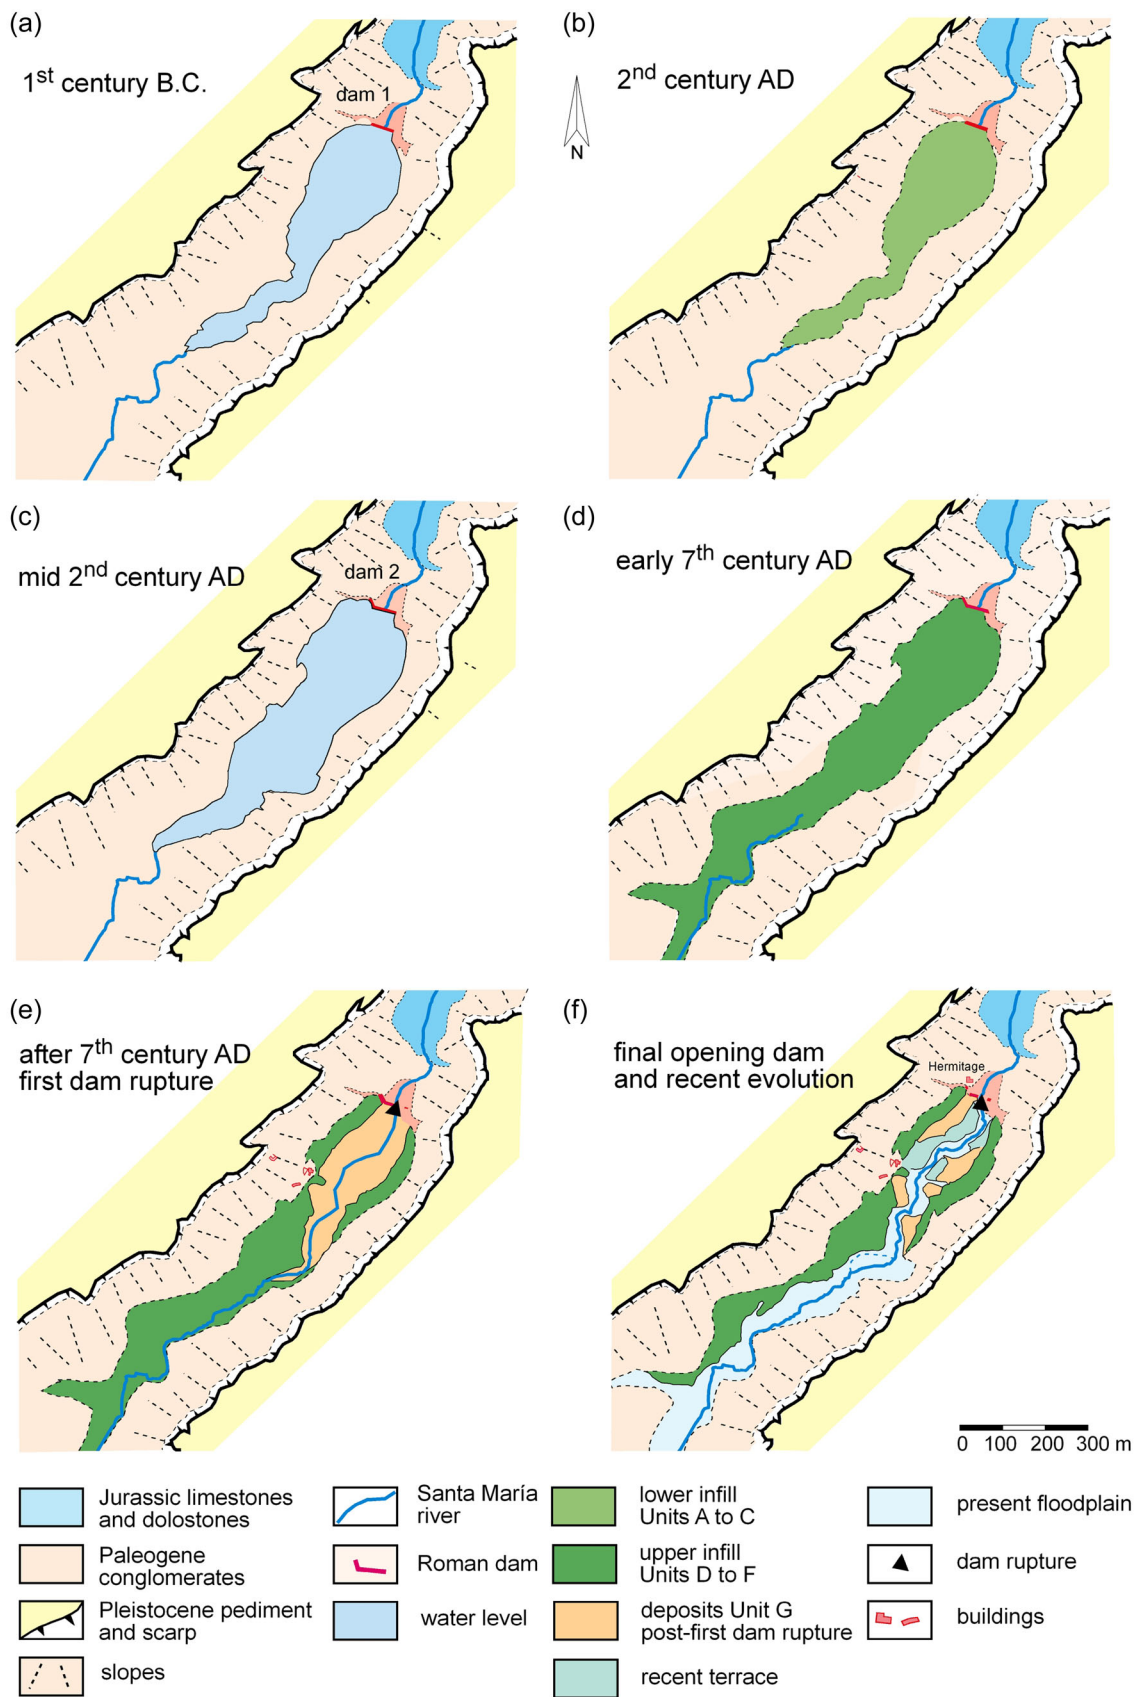 (a)
1st century B.C.
dam 1
(b)
2nd century AD
N
(c)
mid 2nd century AD
dam 2
(d)
early 7th century AD
(e)
after 7th century AD
first dam rupture
(f)
final opening dam
and recent evolution
Hermitage
0 100 200 300 m
Jurassic limestones
and dolostones
Paleogene
conglomerates
Pleistocene pediment
and scarp
slopes
Santa María
river
Roman dam
water level
lower infill
Units A to C
upper infill
Units D to F
deposits Unit G
post-first dam rupture
recent terrace
present floodplain
dam rupture
buildings